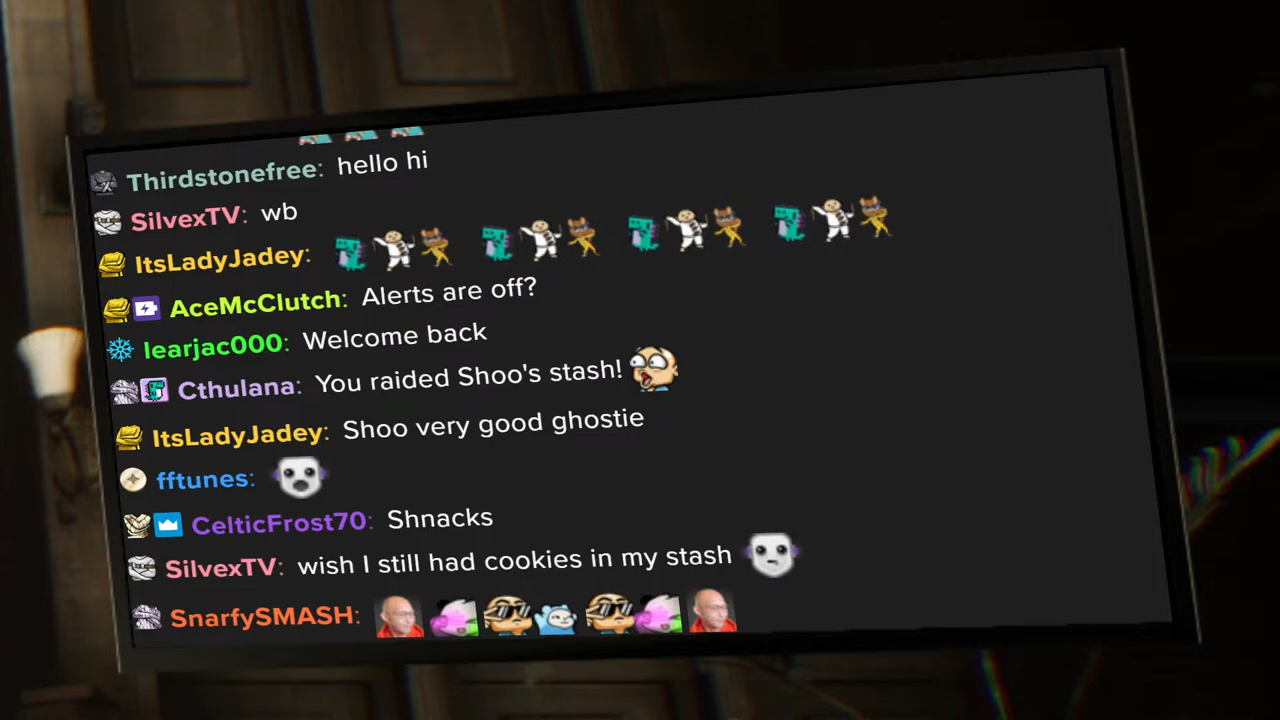 Thirdstonefree: hello hi
SilvexTV: wb
ItsLadyJadey:
AceMcClutch: Alerts are off?
learjac000: Welcome back
Cthulana: You raided Shoo's stash!
ItsLadyJadey: Shoo very good ghostie
fftunes:
CelticFrost70: Shnacks
SilvexTV: wish I still had cookies in my stash
SnarfySMASH: